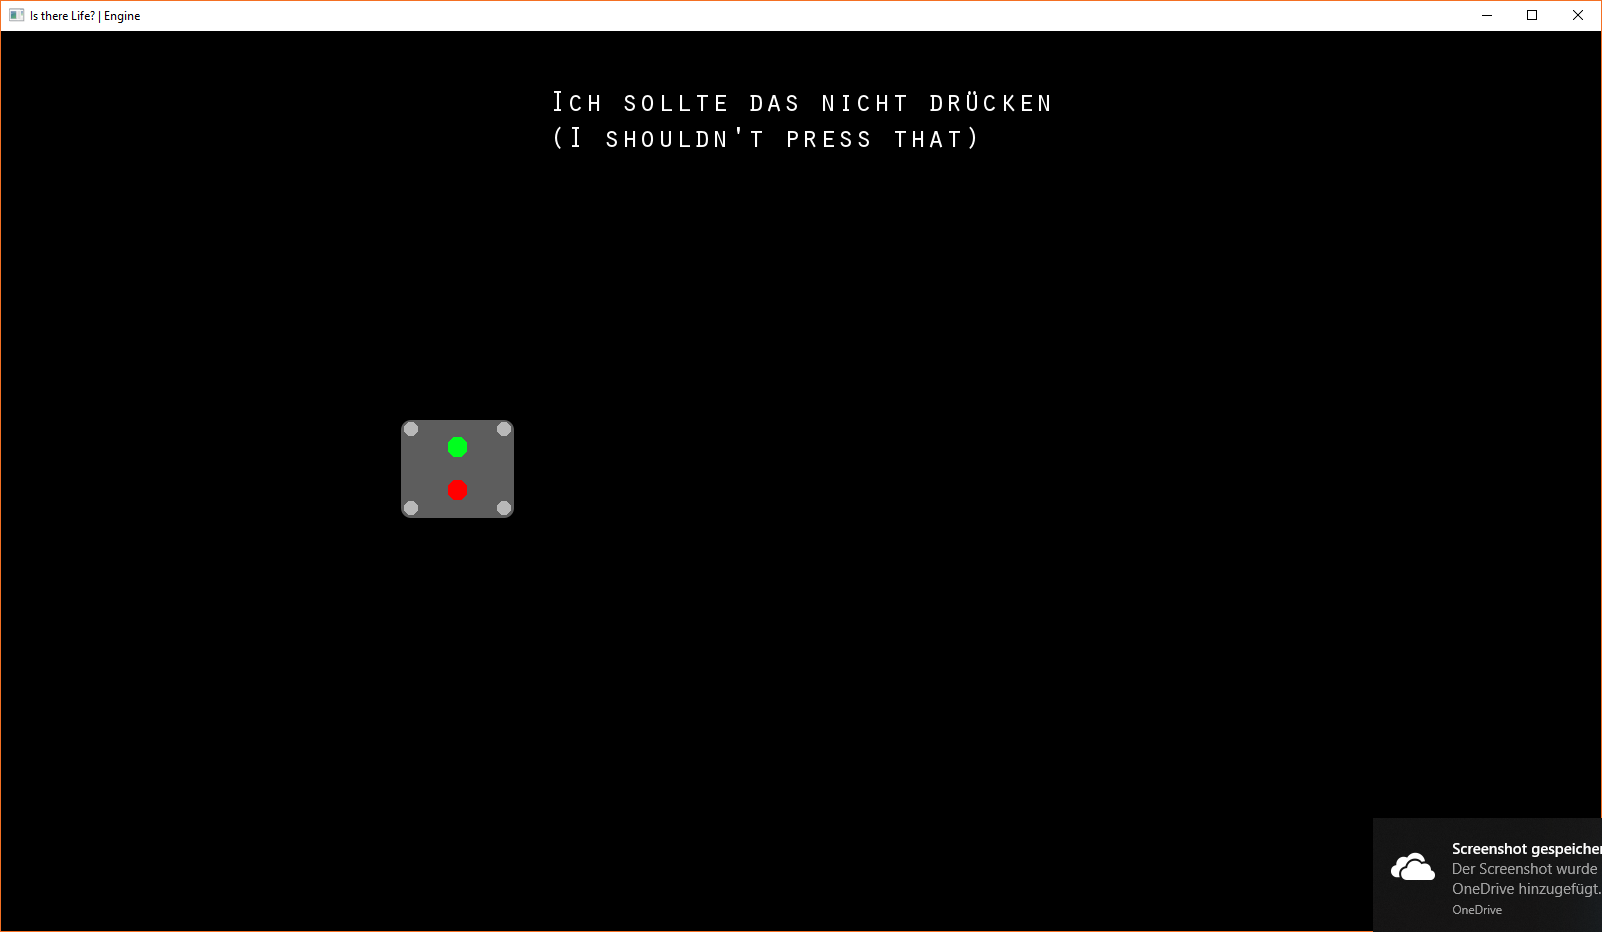 Is there Life? | Engine
Ich sollte das nicht drücken
(I shouldn't press that)
Screenshot
Der Screenshot wurde
OneDrive hinzugefügt.
OneDrive